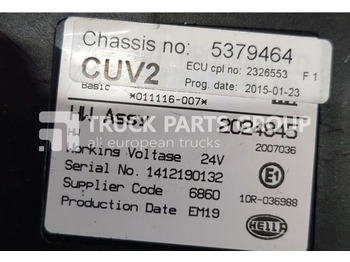 Chassis no: 5379464
CUV2
ECU cpl no: 2326553 F 1
Prog. date: 2015-01-23
Basic *011116-007*
TRUCK PARTS GROUP
all european trucks
HW Assy 2024845
HW 2007036
Working Voltage 24V
Serial No. 1412190132
E1
Supplier Code 6860
10R-036988
Production Date EM19
HELLA